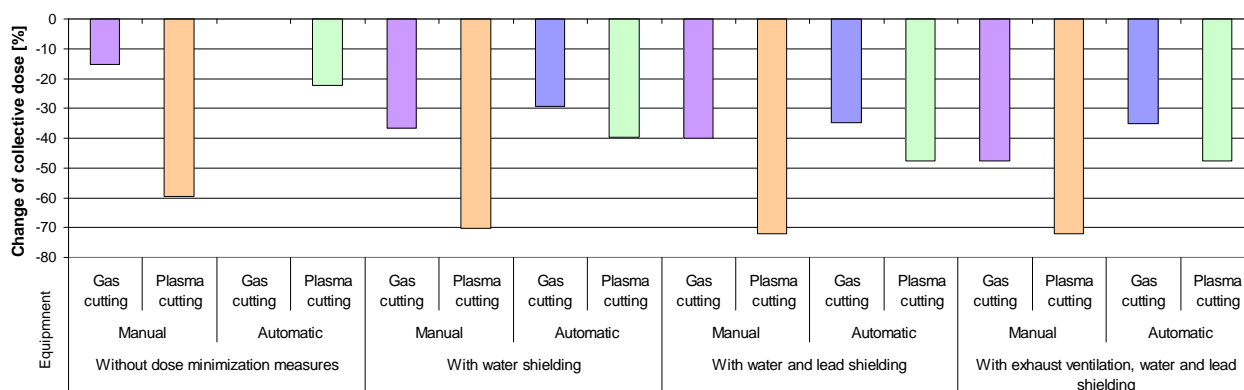 Change of collective dose [%]
0
-10
-20
-30
-40
-50
-60
-70
-80
Equipmnent
Gas cutting
Plasma cutting
Gas cutting
Plasma cutting
Gas cutting
Plasma cutting
Gas cutting
Plasma cutting
Gas cutting
Plasma cutting
Gas cutting
Plasma cutting
Gas cutting
Plasma cutting
Gas cutting
Plasma cutting
Manual
Automatic
Manual
Automatic
Manual
Automatic
Manual
Automatic
Without dose minimization measures
With water shielding
With water and lead shielding
With exhaust ventilation, water and lead
shielding